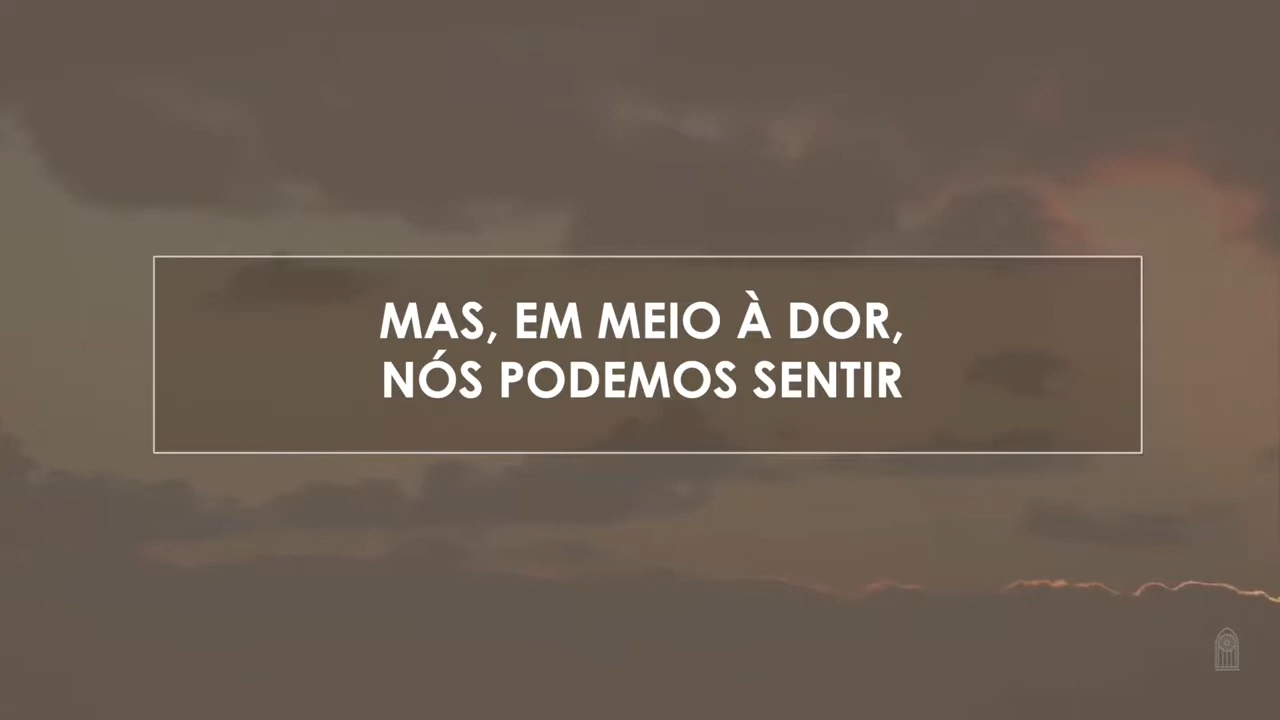 MAS, EM MEIO À DOR,
NÓS PODEMOS SENTIR